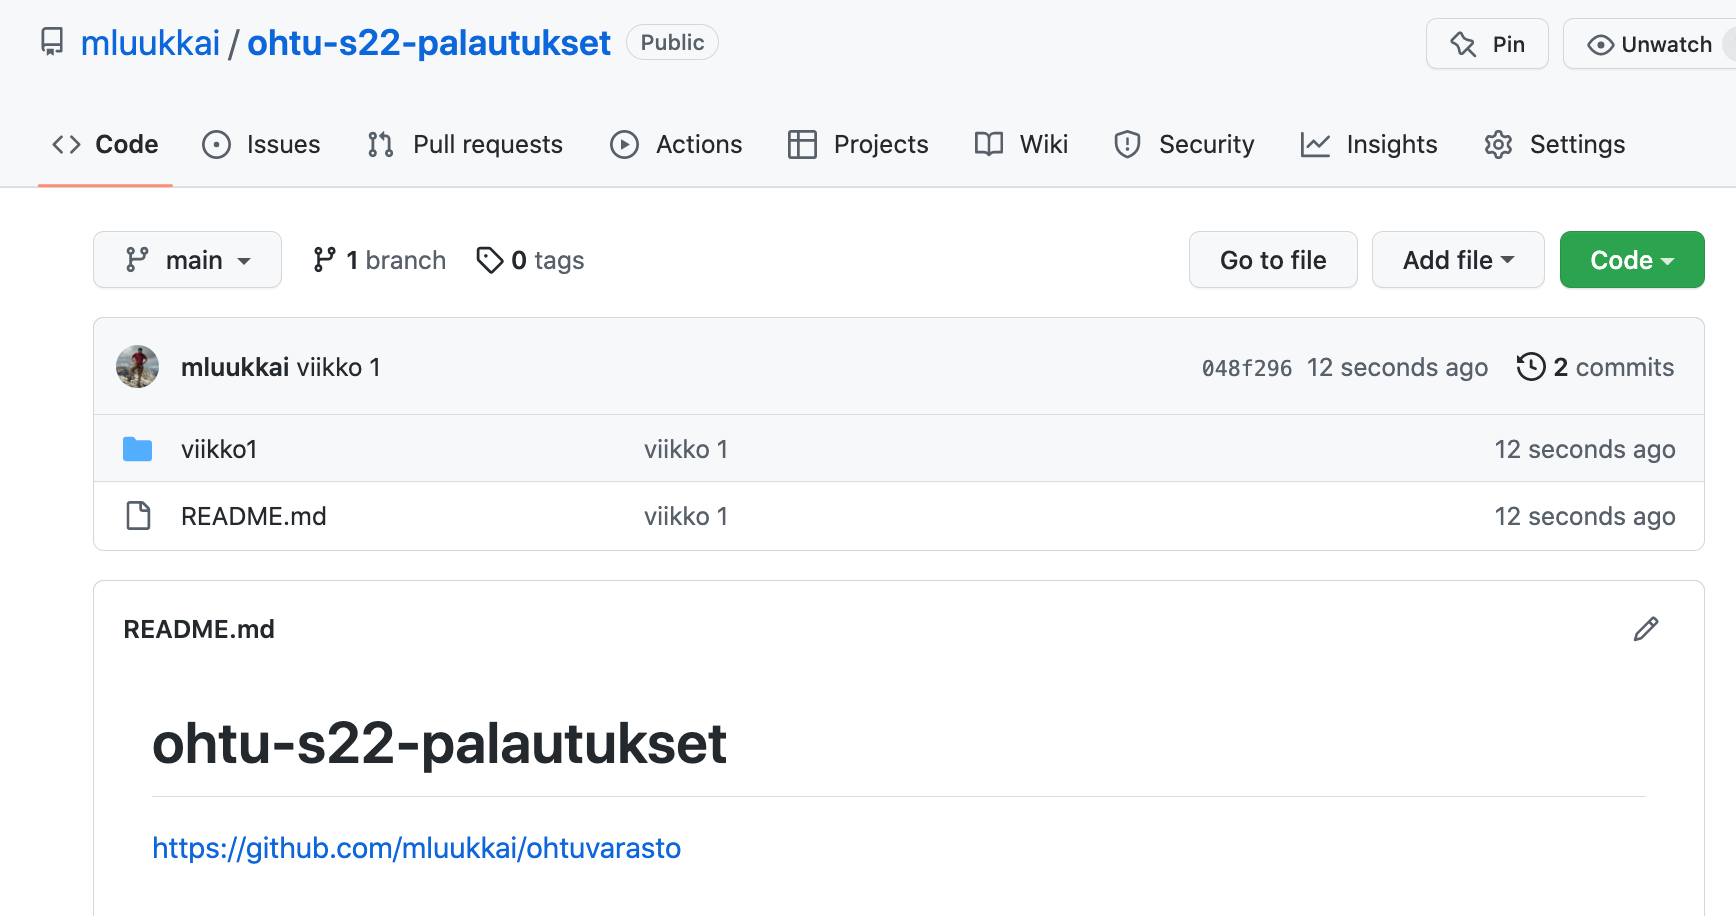 mluukkai / ohtu-s22-palautukset Public Pin Unwatch
Code Issues Pull requests Actions Projects Wiki Security Insights Settings
main 1 branch 0 tags Go to file Add file Code
mluukkai viikko 1 048f296 12 seconds ago 2 commits
viikko1 viikko 1 12 seconds ago
README.md viikko 1 12 seconds ago
README.md
ohtu-s22-palautukset
https://github.com/mluukkai/ohtuvarasto